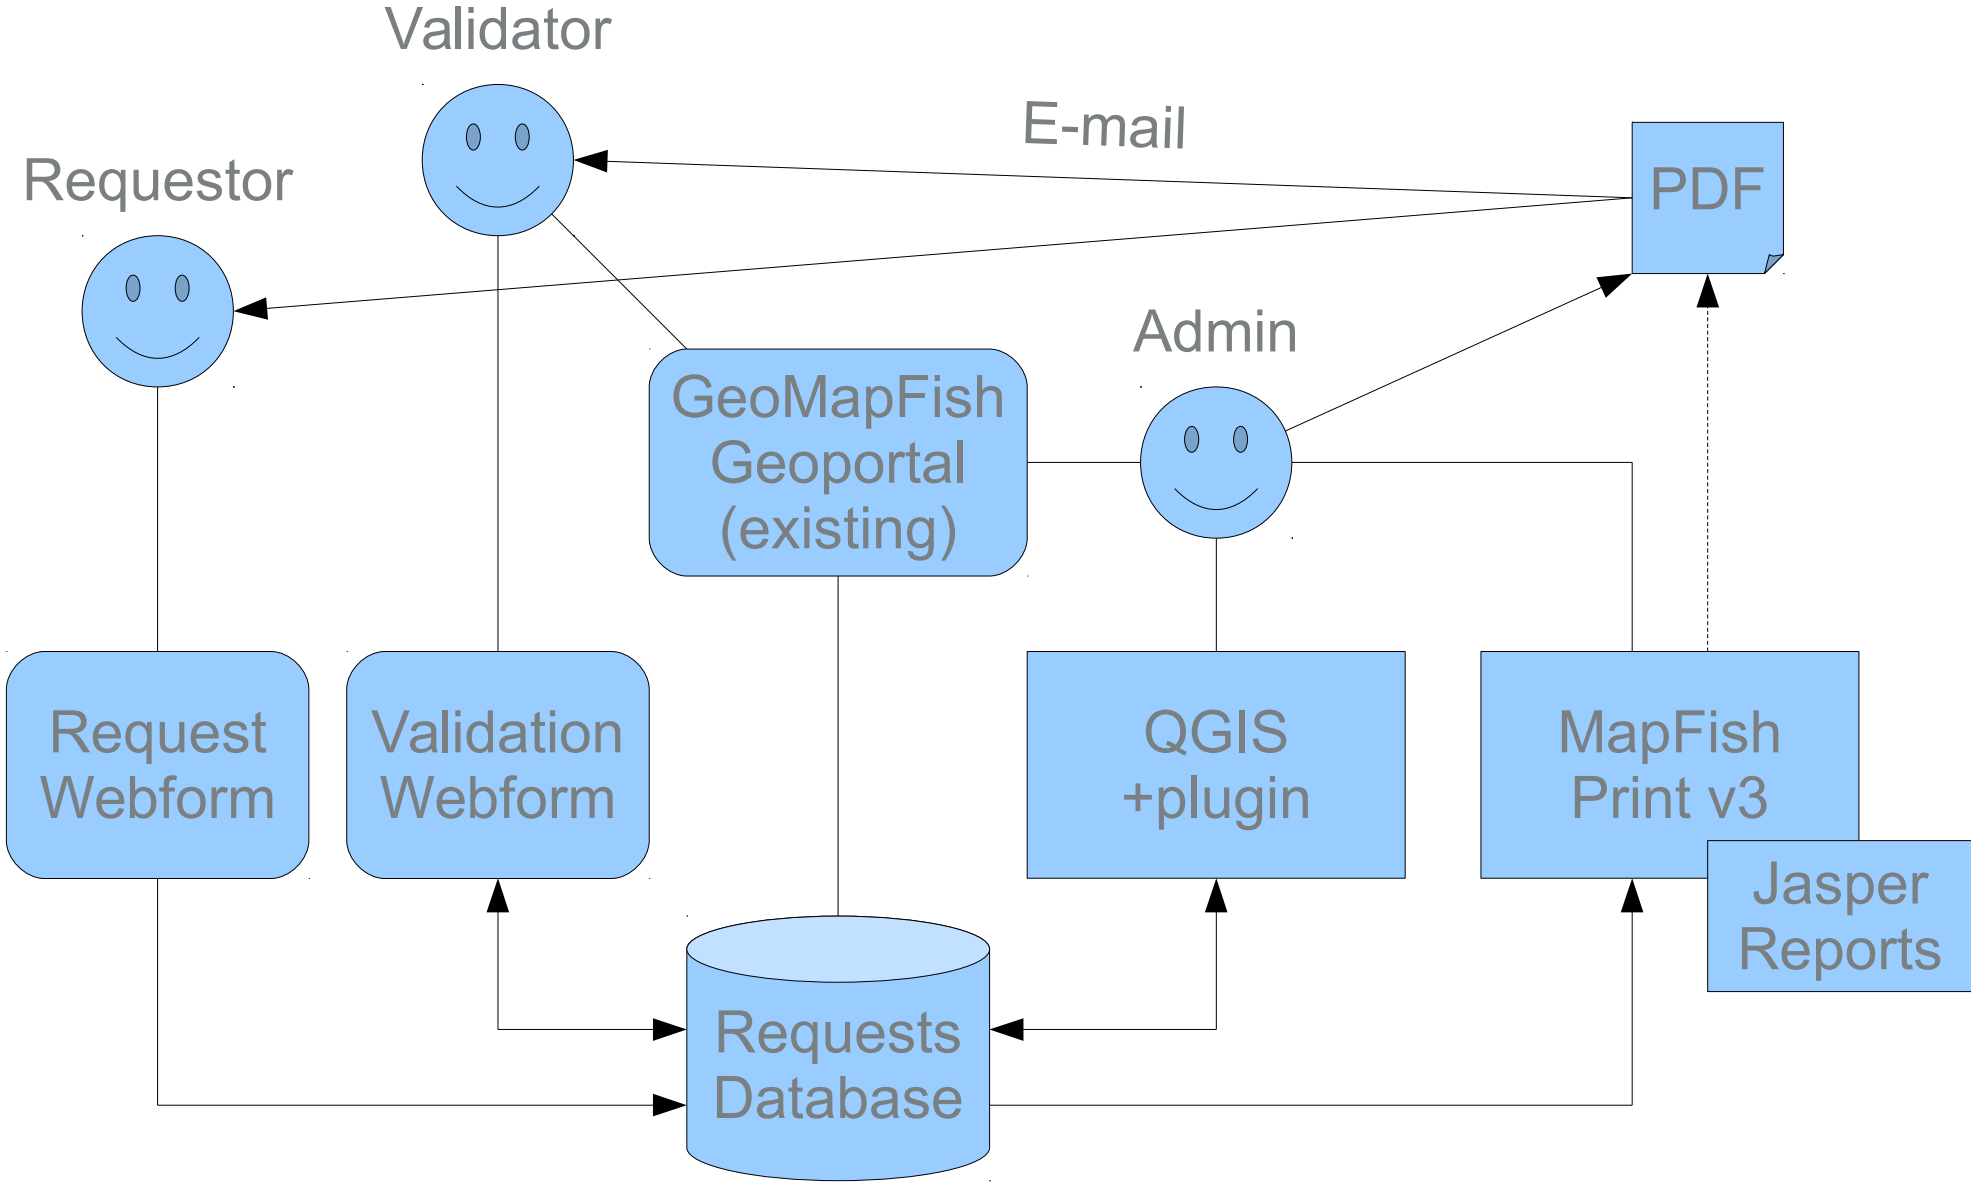 Validator
E-mail
Requestor
PDF
Admin
GeoMapFish
Geoportal
(existing)
Request
Webform
Validation
Webform
QGIS
+plugin
MapFish
Print v3
Jasper
Reports
Requests
Database